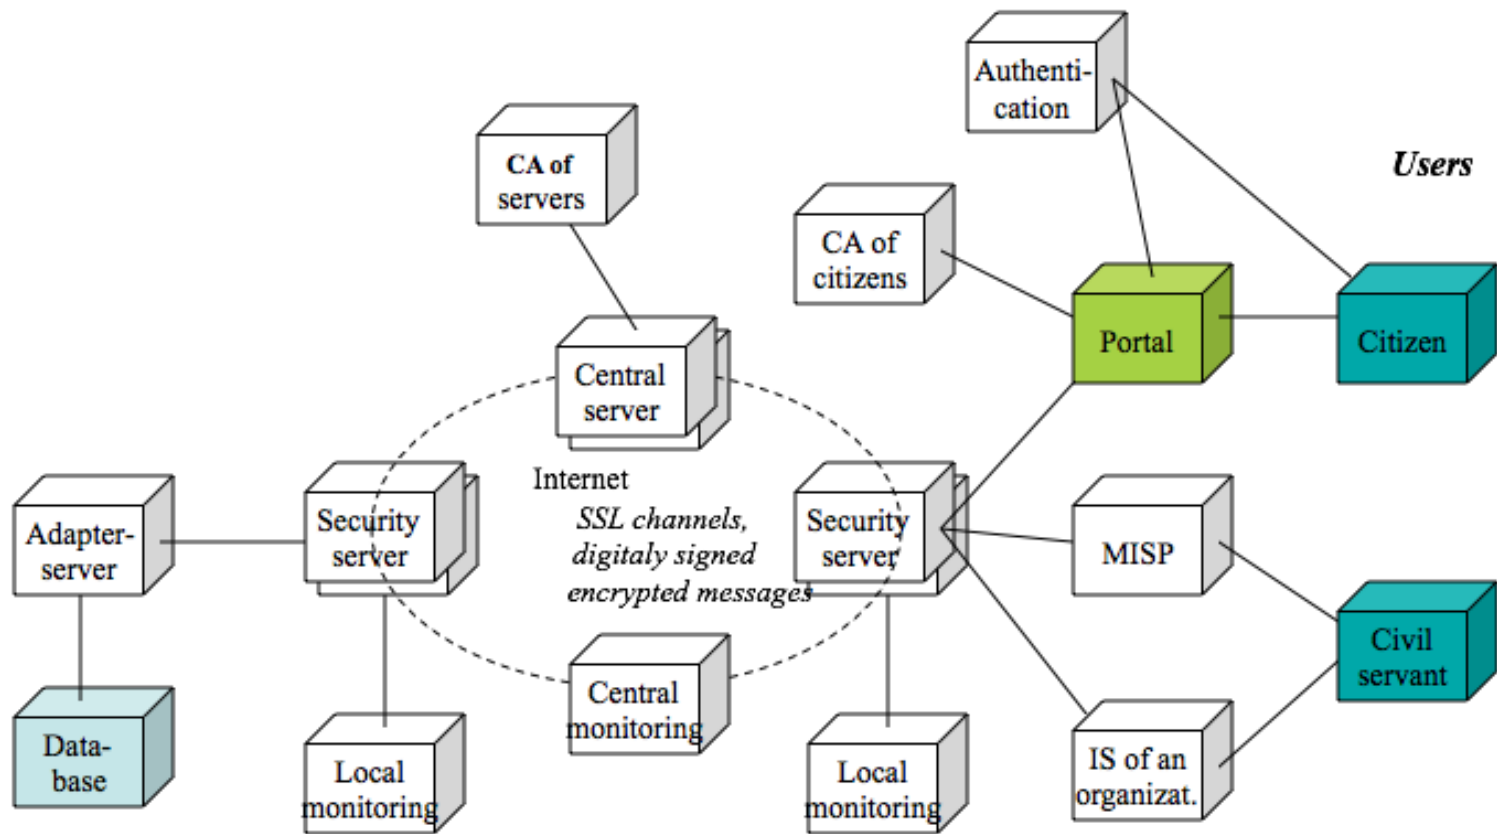 Authenti-
cation
Users
CA of
servers
CA of
citizens
Portal
Citizen
Central
server
Internet
SSL channels,
digitaly signed
encrypted messages
Adapter-
server
Security
server
Security
server
MISP
Civil
servant
Central
monitoring
Data-
base
Local
monitoring
Local
monitoring
IS of an
organizat.